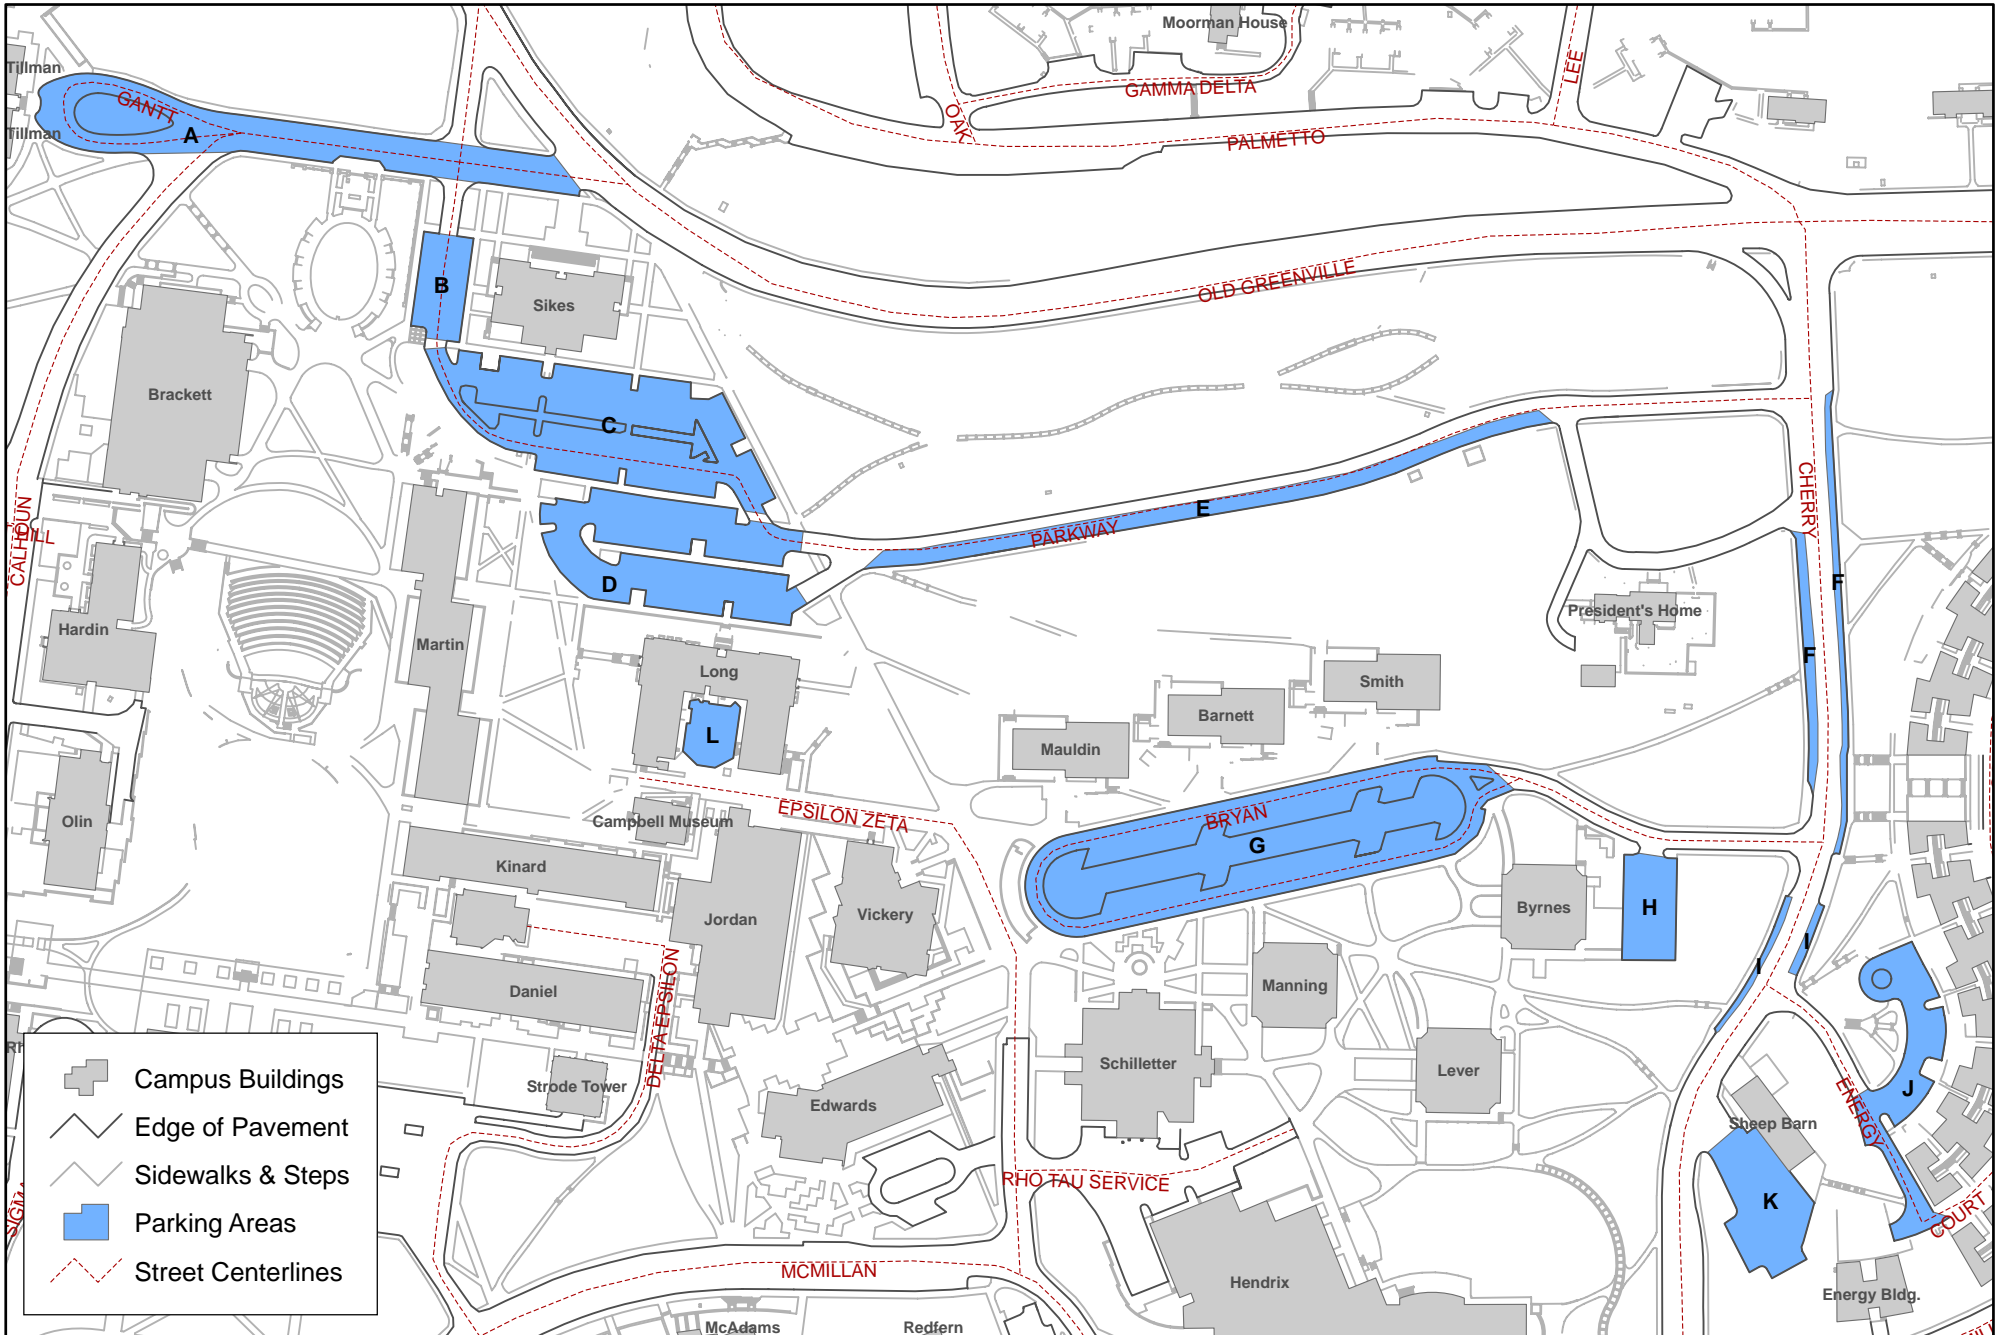 Moorman House
Tillman
LEE
GAMMA DELTA
GANTT
OAK
A
Tillman
PALMETTO
OLD GREENVILLE
B
Sikes
Brackett
C
CHERRY
E
PARKWAY
CALHOUN
HILL
D
F
President's Home
Hardin
Martin
F
Long
Smith
Barnett
L
Mauldin
EPSILON ZETA
Campbell Museum
Olin
BRYAN
G
Kinard
Byrnes
H
Vickery
Jordan
I
I
Manning
Daniel
DELTA EPSILON
Schilletter
Lever
Strode Tower
Edwards
J
ENERGY
Sheep Barn
RHO TAU SERVICE
K
COURT
MCMILLAN
Hendrix
Energy Bldg.
McAdams
Redfern
Campus Buildings
Edge of Pavement
Sidewalks & Steps
Parking Areas
Street Centerlines